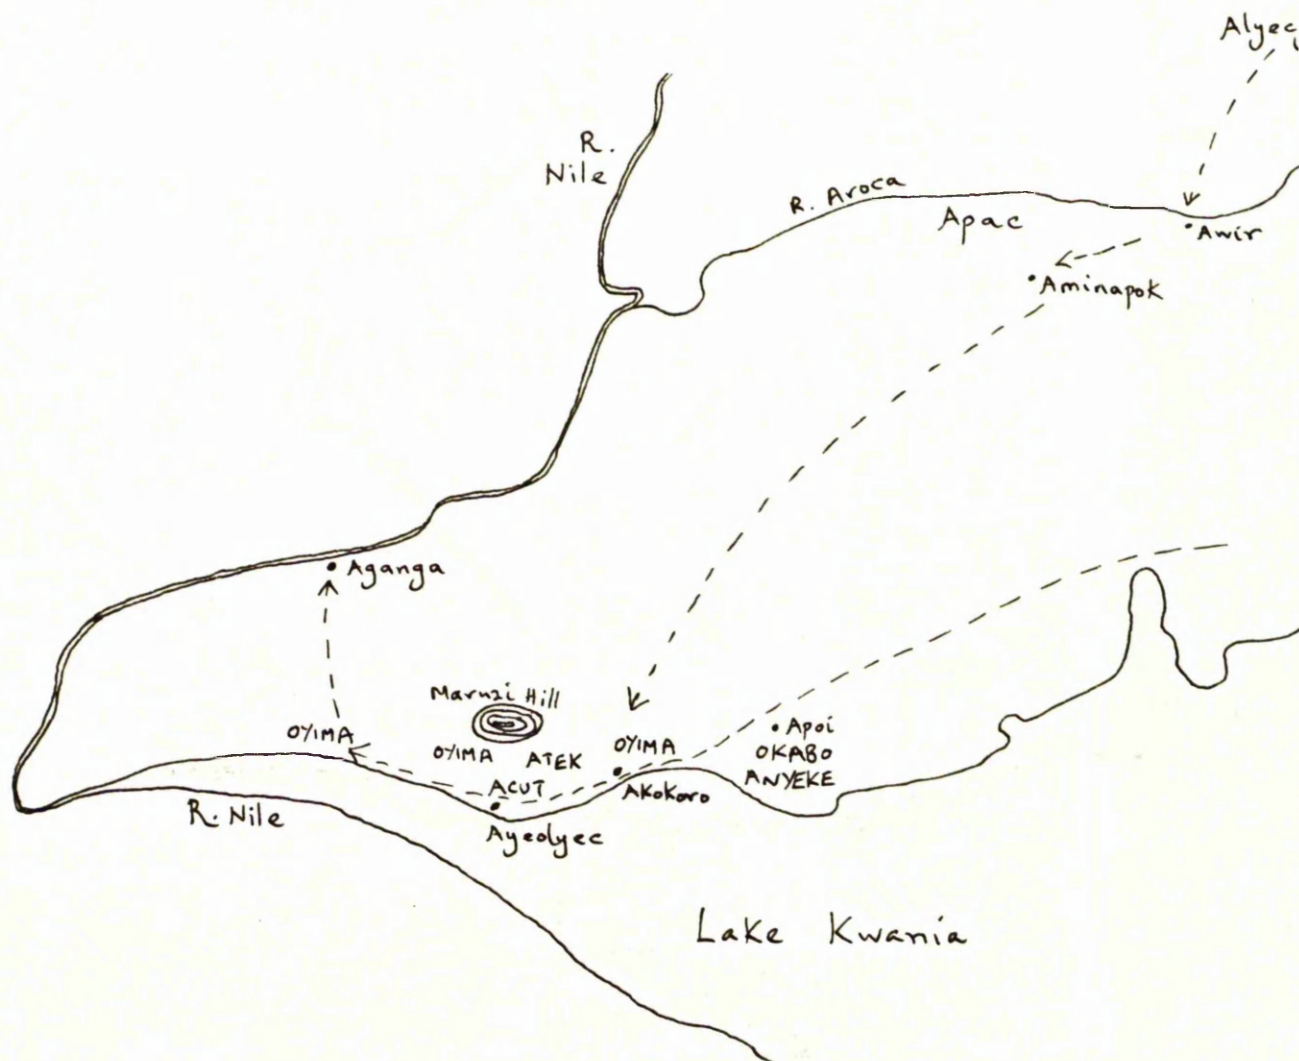 R.
Nile
R. Aroca
Apac
Awir
Aminapok
Aganga
Maruzi Hill
OYIMA
OYIMA
ATEK
OYIMA
Apoi
OKABO
ANYEKE
ACUT
Akokoro
Ayeolyec
R. Nile
Lake Kwania